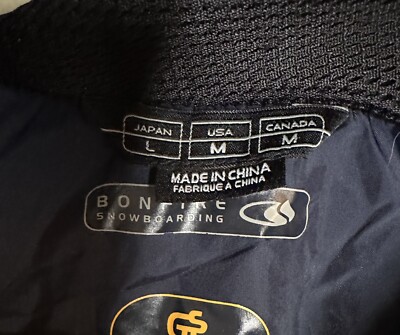 JAPAN USA CANADA
L M M
MADE IN CHINA
FABRIQUE A CHINA
BONFIRE
SNOWBOARDING